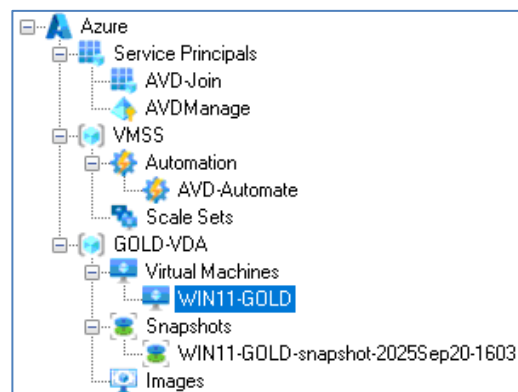 Azure
Service Principals
AVD-Join
AVDManage
VMSS
Automation
AVD-Automate
Scale Sets
GOLD-VDA
Virtual Machines
WIN11-GOLD
Snapshots
WIN11-GOLD-snapshot-2025Sep20-1603
Images